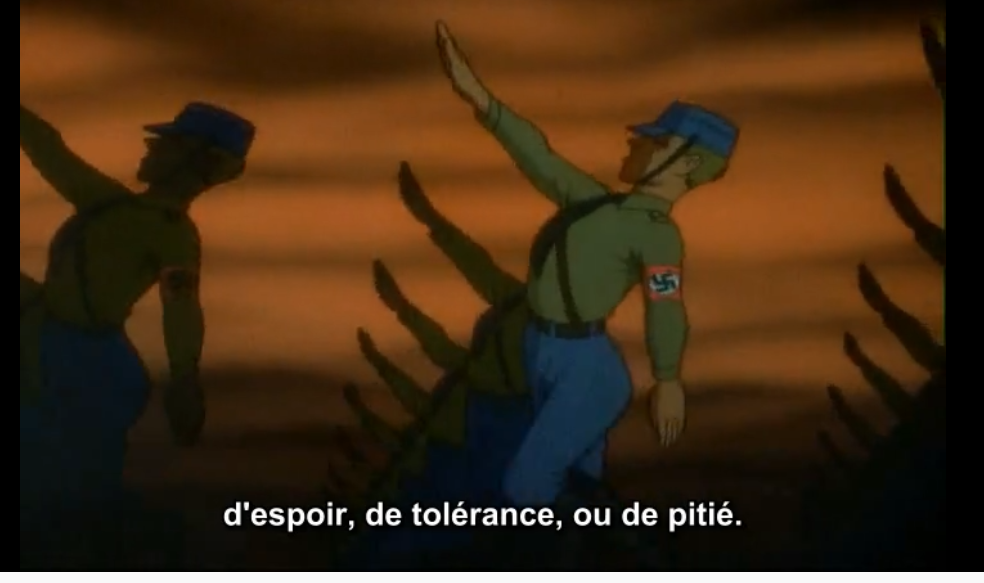 d'espoir, de tolérance, ou de pitié.